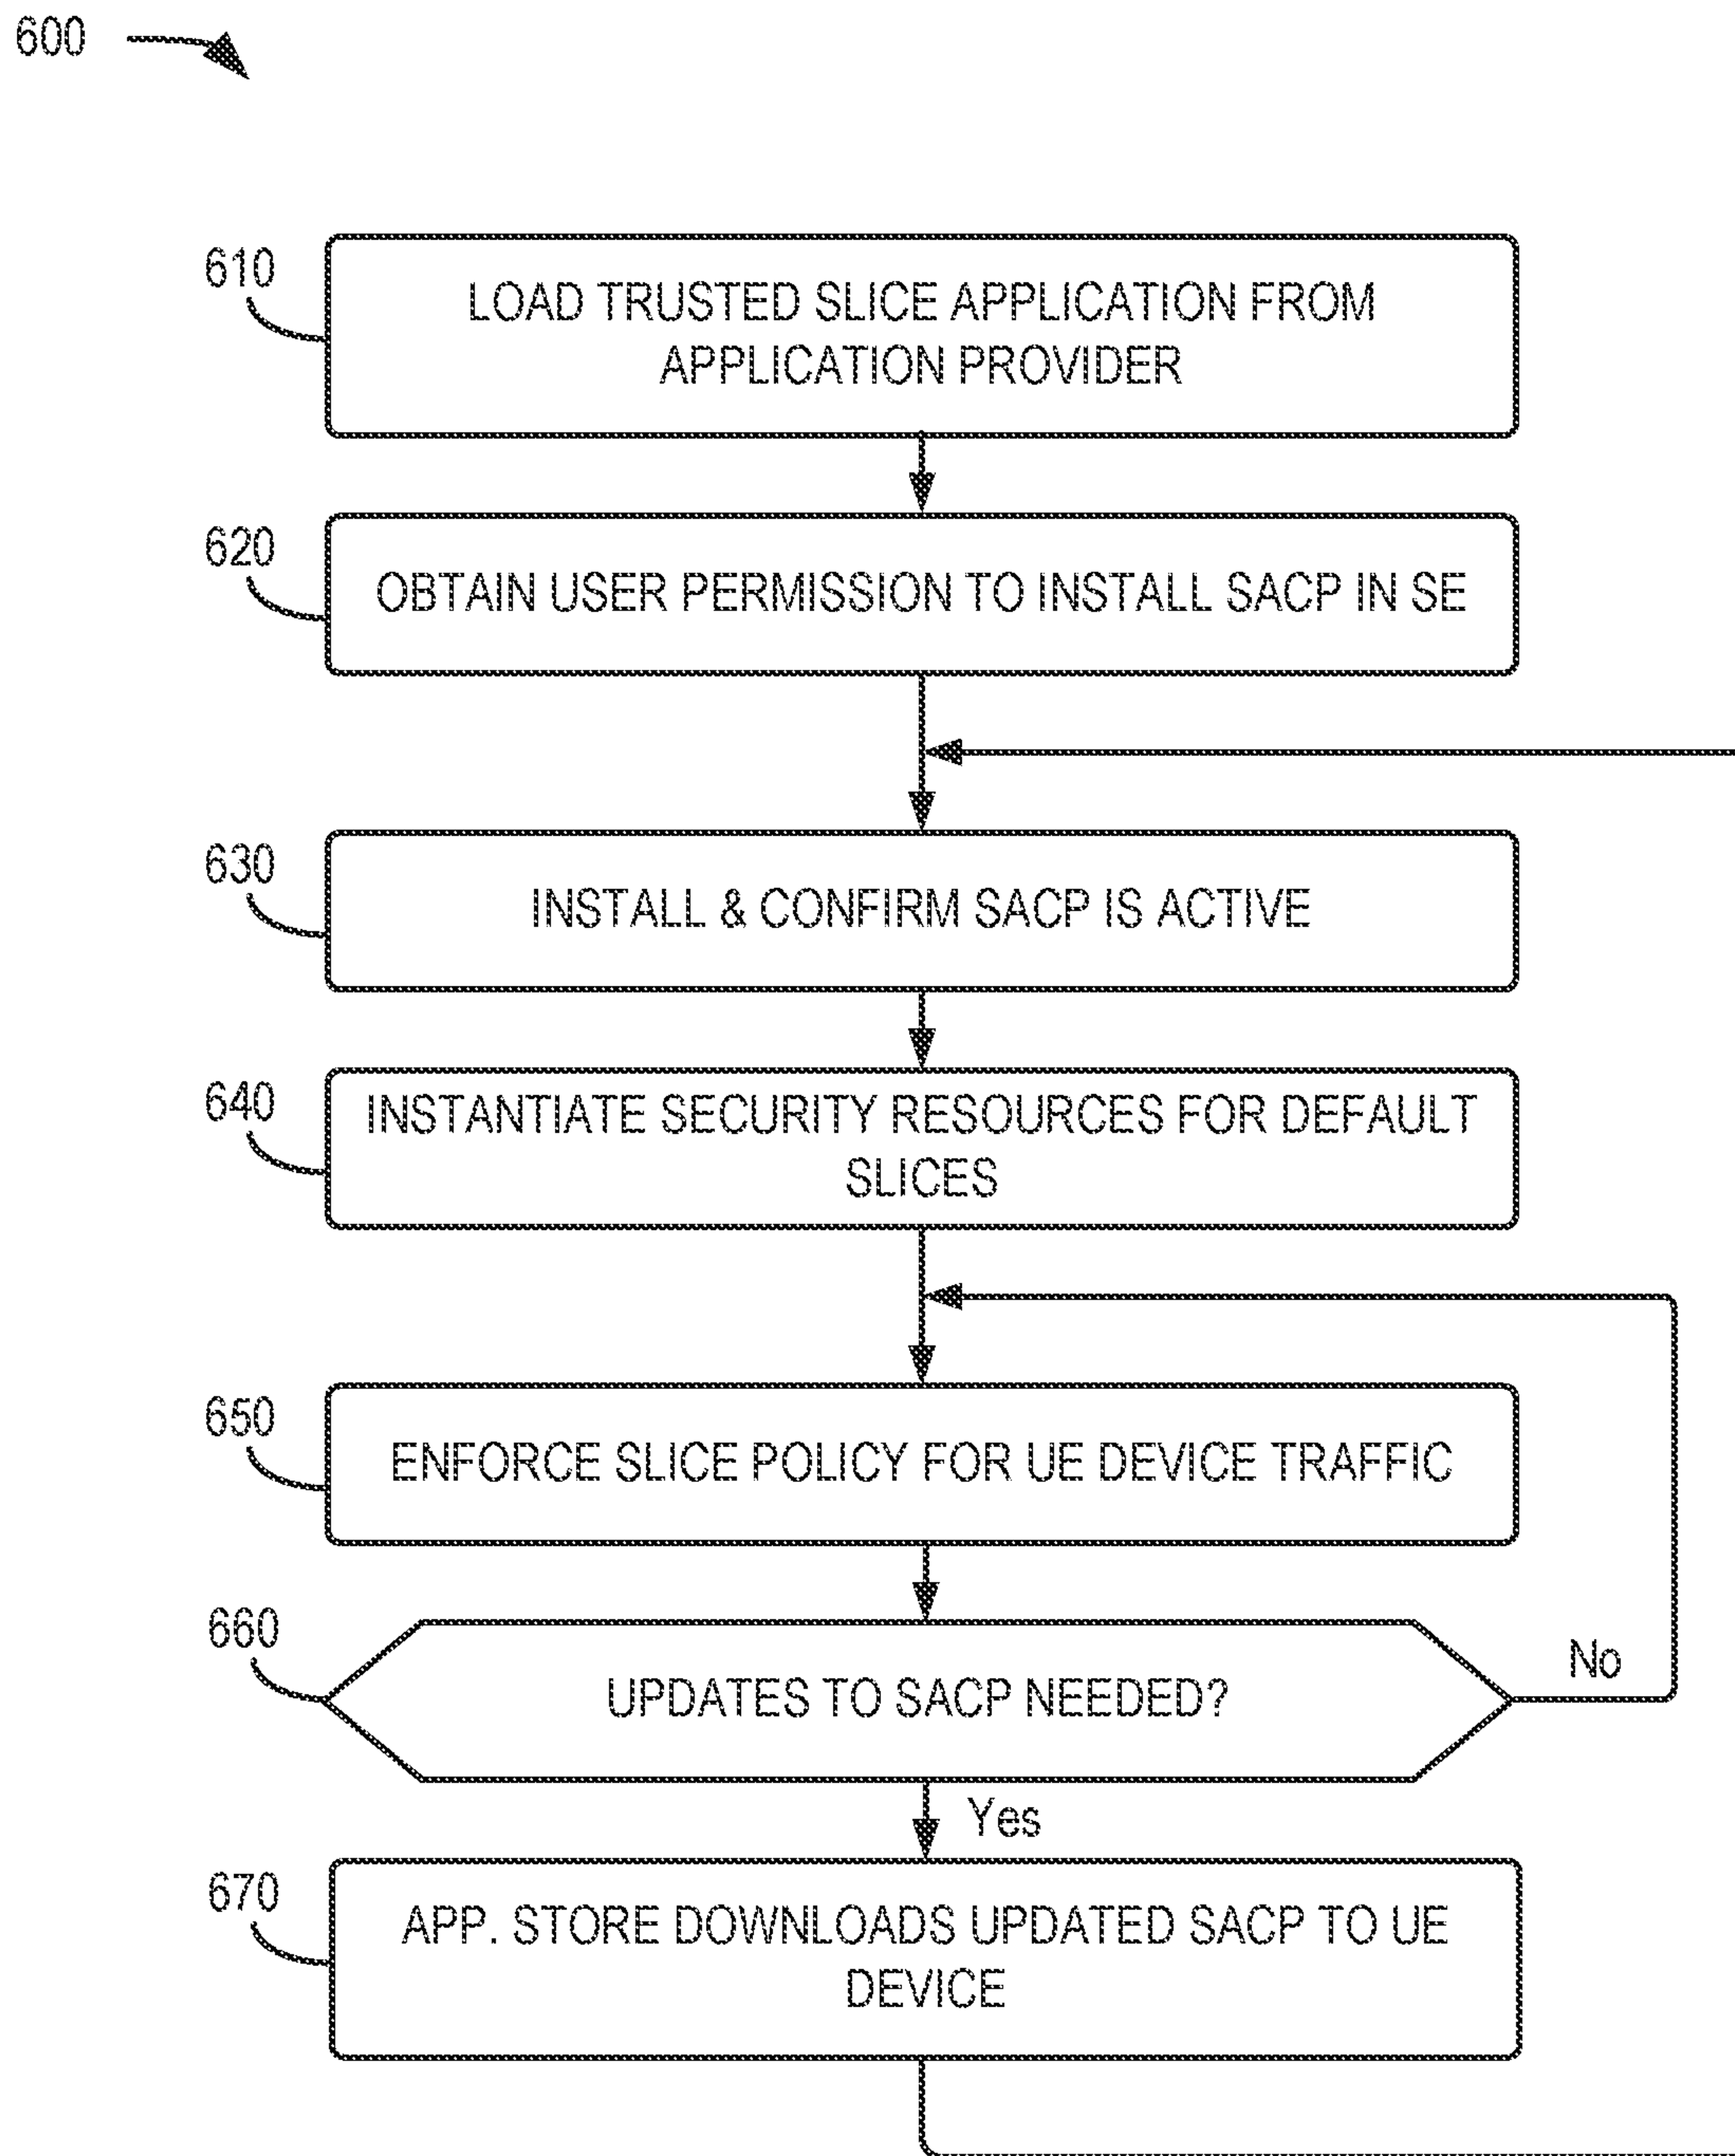 600
610
LOAD TRUSTED SLICE APPLICATION FROM
APPLICATION PROVIDER
620
OBTAIN USER PERMISSION TO INSTALL SACP IN SE
630
INSTALL & CONFIRM SACP IS ACTIVE
640
INSTANTIATE SECURITY RESOURCES FOR DEFAULT
SLICES
650
ENFORCE SLICE POLICY FOR UE DEVICE TRAFFIC
660
UPDATES TO SACP NEEDED?
No
Yes
670
APP. STORE DOWNLOADS UPDATED SACP TO UE
DEVICE